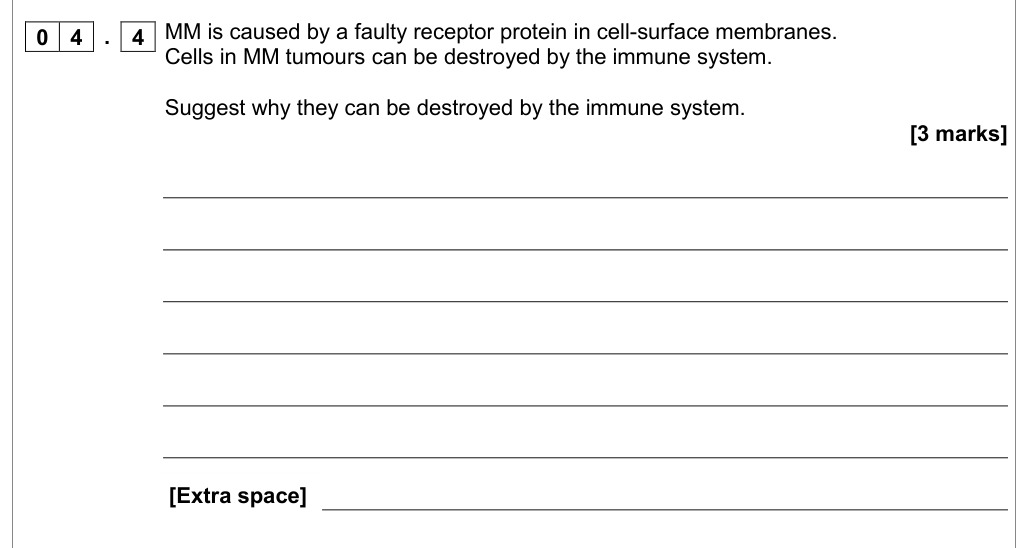 0 4 . 4 MM is caused by a faulty receptor protein in cell-surface membranes.
Cells in MM tumours can be destroyed by the immune system.
Suggest why they can be destroyed by the immune system.
[3 marks]
[Extra space]